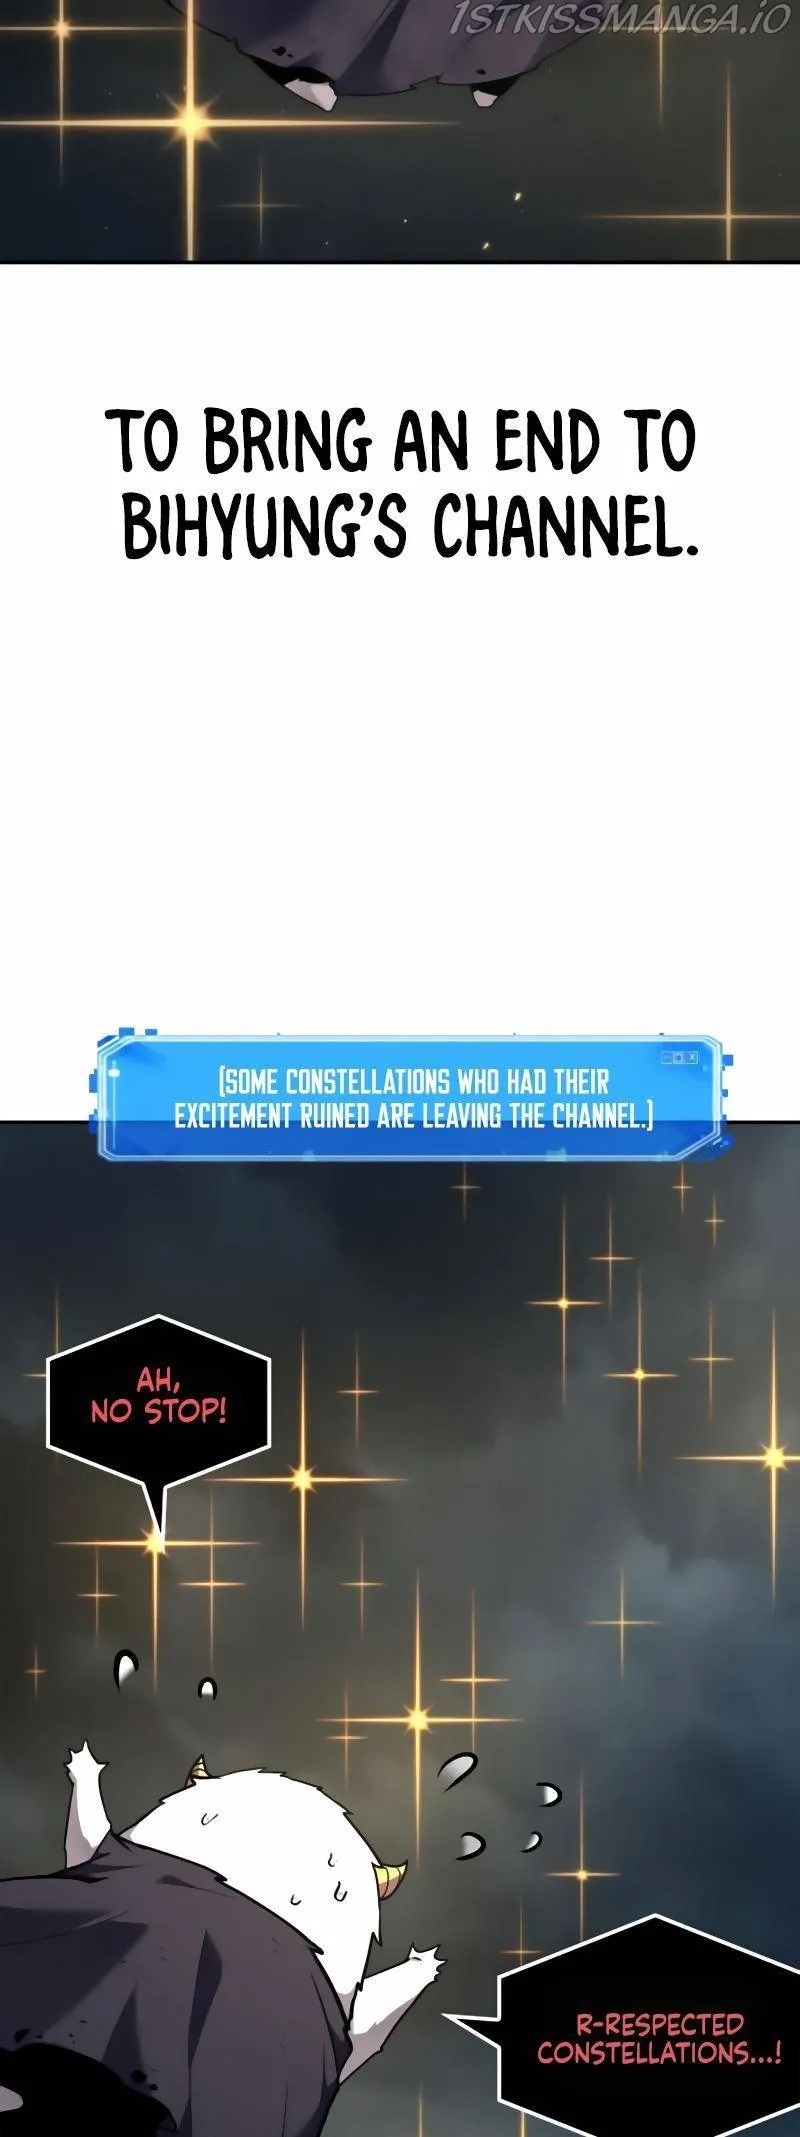 1STKISSMANGA.IO
TO BRING AN END TO
BIHYUNG'S CHANNEL.
[SOME CONSTELLATIONS WHO HAD THEIR
EXCITEMENT RUINED ARE LEAVING THE CHANNEL.]
AH,
NO STOP!
R-RESPECTED
CONSTELLATIONS...!